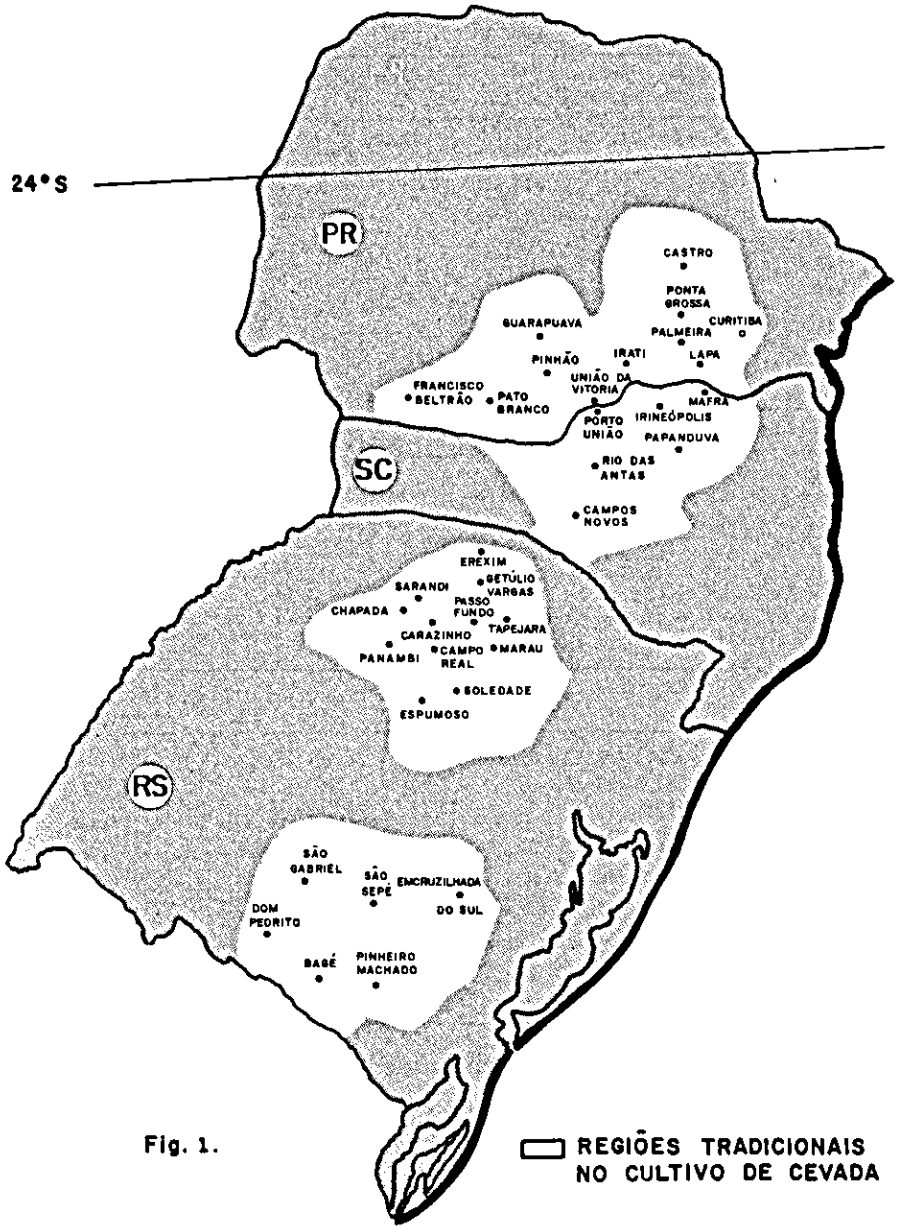 24°S
PR
CASTRO
PONTA
GROSSA
CURITIBA
GUARAPUAVA
PALMEIRA
PINHÃO
IRATI
LAPA
FRANCISCO
BELTRÃO
PATO
BRANCO
UNIÃO DA
VITORIA
MAFRA
PORTO
UNIÃO
IRINEÓPOLIS
PAPANDUVA
SC
RIO DAS
ANTAS
CAMPOS
NOVOS
EREXIM
GETÚLIO
VARGAS
SARANDI
CHAPADA
PASSO
FUNDO
TAPEJARA
CARAZINHO
PANAMBI
CAMPO
REAL
MARAU
SOLEDADE
ESPUMOSO
RS
SÃO
GABRIEL
SÃO
SEPÉ
EMCRUZILHADA
DO SUL
DOM
PEDRITO
BAGÉ
PINHEIRO
MACHADO
Fig. 1.
REGIÕES TRADICIONAIS
NO CULTIVO DE CEVADA